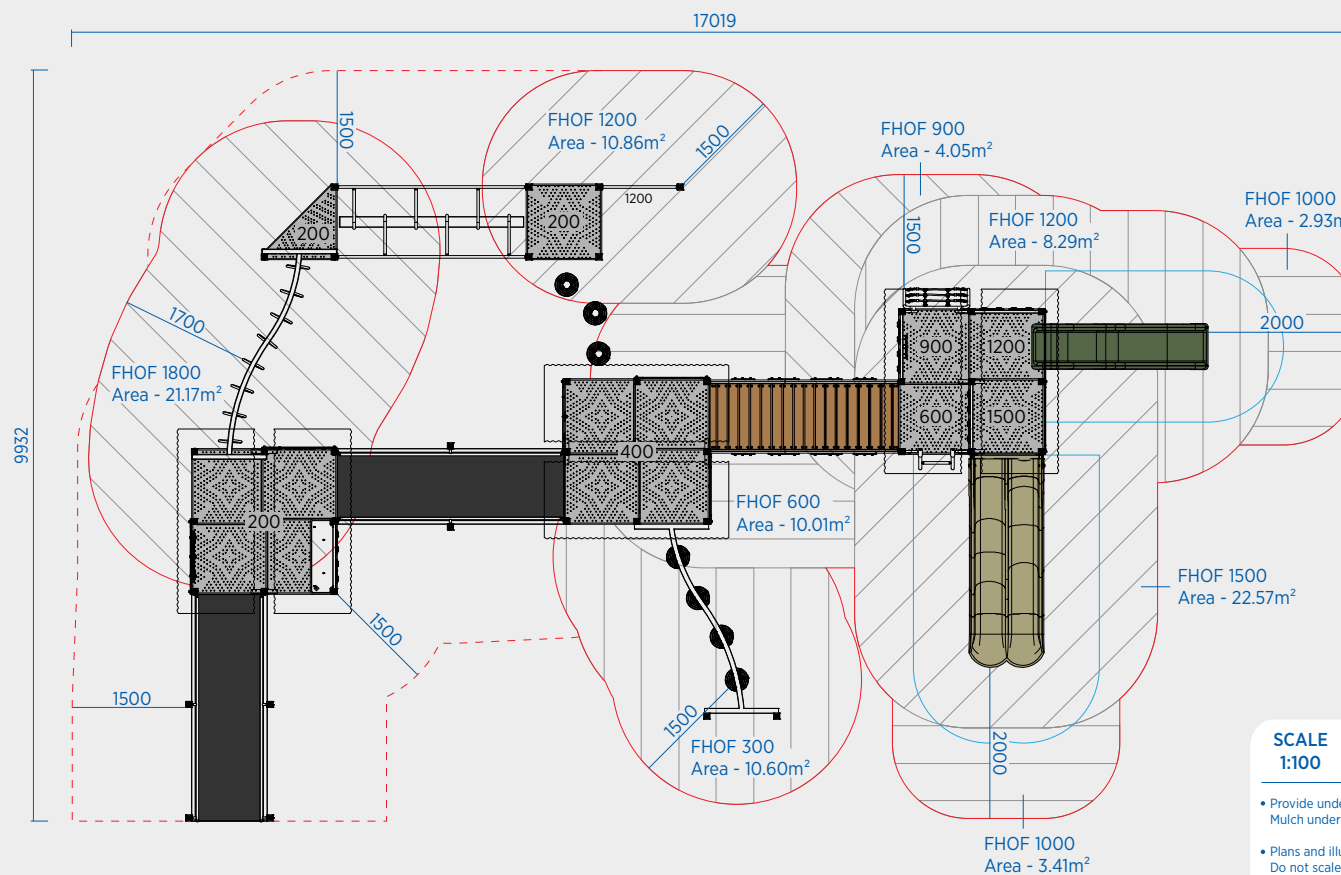 17019
9932
1500
FHOF 1200
Area - 10.86m²
1500
1200
200
200
FHOF 900
Area - 4.05m²
FHOF 1200
Area - 8.29m²
1500
FHOF 1000
Area - 2.93m
2000
900
1200
600
1500
1700
FHOF 1800
Area - 21.17m²
400
200
FHOF 600
Area - 10.01m²
FHOF 1500
Area - 22.57m²
1500
1500
1500
FHOF 300
Area - 10.60m²
2000
FHOF 1000
Area - 3.41m²
SCALE
1:100
• Provide unde
Mulch under
• Plans and illu
Do not scale